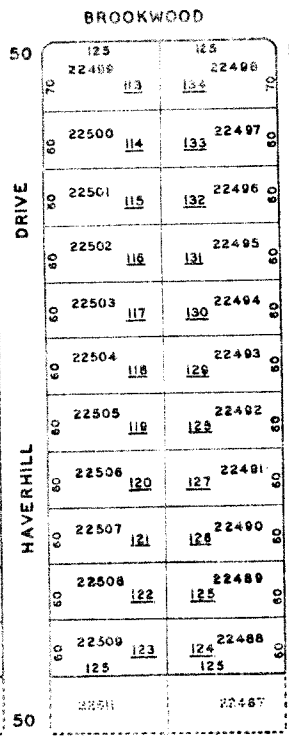 BROOKWOOD
50
125 125
70 22499 113 134 22498 70
60 22500 114 133 22497 60
60 22501 115 132 22496 60
DRIVE
60 22502 116 131 22495 60
60 22503 117 130 22494 60
60 22504 118 129 22493 60
60 22505 119 128 22492 60
60 22506 120 127 22491 60
HAVERHILL
60 22507 121 126 22490 60
60 22508 122 125 22489 60
60 22509 123 124 22488 60
125 125
22487
50